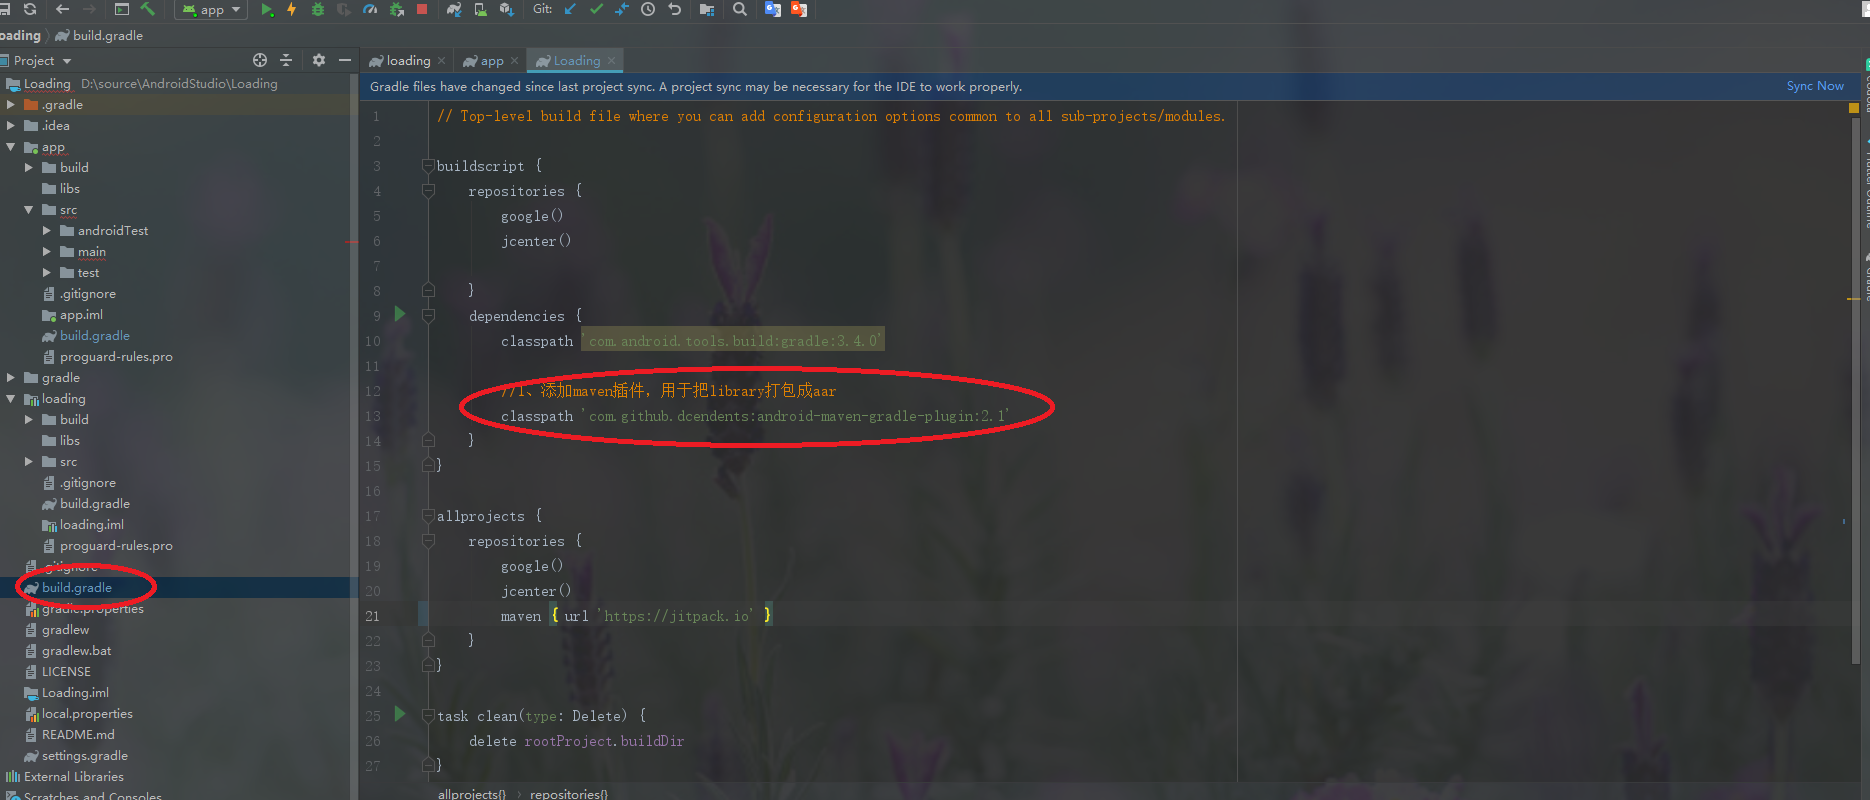 app
Git:
oading
build.gradle
Project
loading
app
Loading
Gradle files have changed since last project sync. A project sync may be necessary for the IDE to work properly.
Sync Now
Loading D:\source\AndroidStudio\Loading
.gradle
.idea
app
build
libs
src
androidTest
main
test
.gitignore
app.iml
build.gradle
proguard-rules.pro
gradle
loading
build
libs
src
.gitignore
build.gradle
loading.iml
proguard-rules.pro
.gitignore
build.gradle
gradle.properties
gradlew
gradlew.bat
LICENSE
Loading.iml
local.properties
README.md
settings.gradle
External Libraries
Scratches and Consoles
1 // Top-level build file where you can add configuration options common to all sub-projects/modules.
2
3 buildscript {
4 repositories {
5 google()
6 jcenter()
7
8 }
9 dependencies {
10 classpath 'com.android.tools.build:gradle:3.4.0'
11
12 //1、添加maven插件，用于把library打包成aar
13 classpath 'com.github.dcendents:android-maven-gradle-plugin:2.1'
14 }
15 }
16
17 allprojects {
18 repositories {
19 google()
20 jcenter()
21 maven { url 'https://jitpack.io' }
22 }
23 }
24
25 task clean(type: Delete) {
26 delete rootProject.buildDir
27 }
allprojects{} › repositories{}